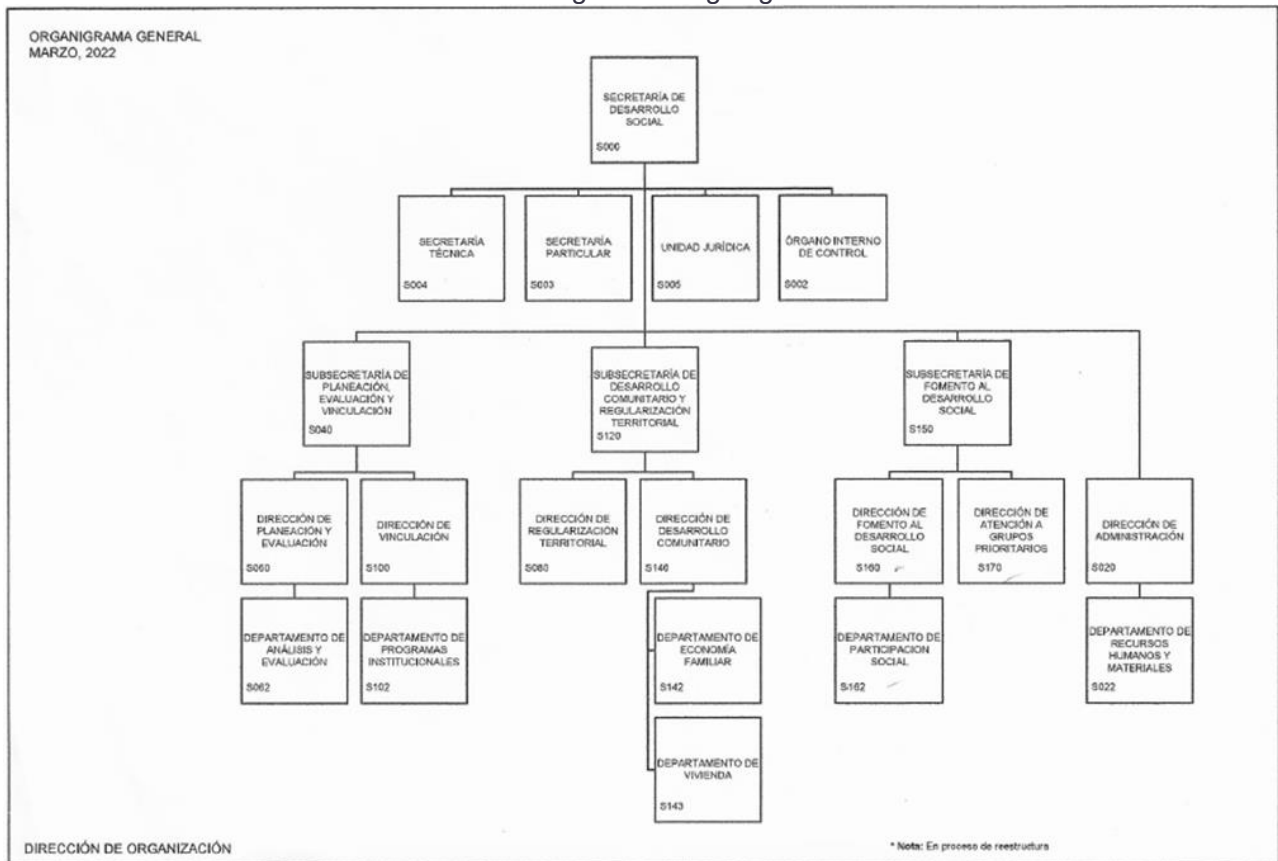 ORGANIGRAMA GENERAL
MARZO, 2022
SECRETARÍA DE
DESARROLLO
SOCIAL
S000
SECRETARÍA
TÉCNICA
S004
SECRETARÍA
PARTICULAR
S003
UNIDAD JURÍDICA
S005
ÓRGANO INTERNO
DE CONTROL
S002
SUBSECRETARÍA DE
PLANEACIÓN,
EVALUACIÓN Y
VINCULACIÓN
S040
SUBSECRETARÍA DE
DESARROLLO
COMUNITARIO Y
REGULARIZACIÓN
TERRITORIAL
S120
SUBSECRETARÍA DE
FOMENTO AL
DESARROLLO
SOCIAL
S150
DIRECCIÓN DE
PLANEACIÓN Y
EVALUACIÓN
S060
DIRECCIÓN DE
VINCULACIÓN
S100
DIRECCIÓN DE
REGULARIZACIÓN
TERRITORIAL
S080
DIRECCIÓN DE
DESARROLLO
COMUNITARIO
S140
DIRECCIÓN DE
FOMENTO AL
DESARROLLO
SOCIAL
S160
DIRECCIÓN DE
ATENCIÓN A
GRUPOS
PRIORITARIOS
S170
DIRECCIÓN DE
ADMINISTRACIÓN
S020
DEPARTAMENTO DE
ANÁLISIS Y
EVALUACIÓN
S062
DEPARTAMENTO DE
PROGRAMAS
INSTITUCIONALES
S102
DEPARTAMENTO DE
ECONOMÍA
FAMILIAR
S142
DEPARTAMENTO DE
PARTICIPACION
SOCIAL
S162
DEPARTAMENTO DE
RECURSOS
HUMANOS Y
MATERIALES
S022
DEPARTAMENTO DE
VIVIENDA
S143
DIRECCIÓN DE ORGANIZACIÓN
* Nota: En proceso de reestructura